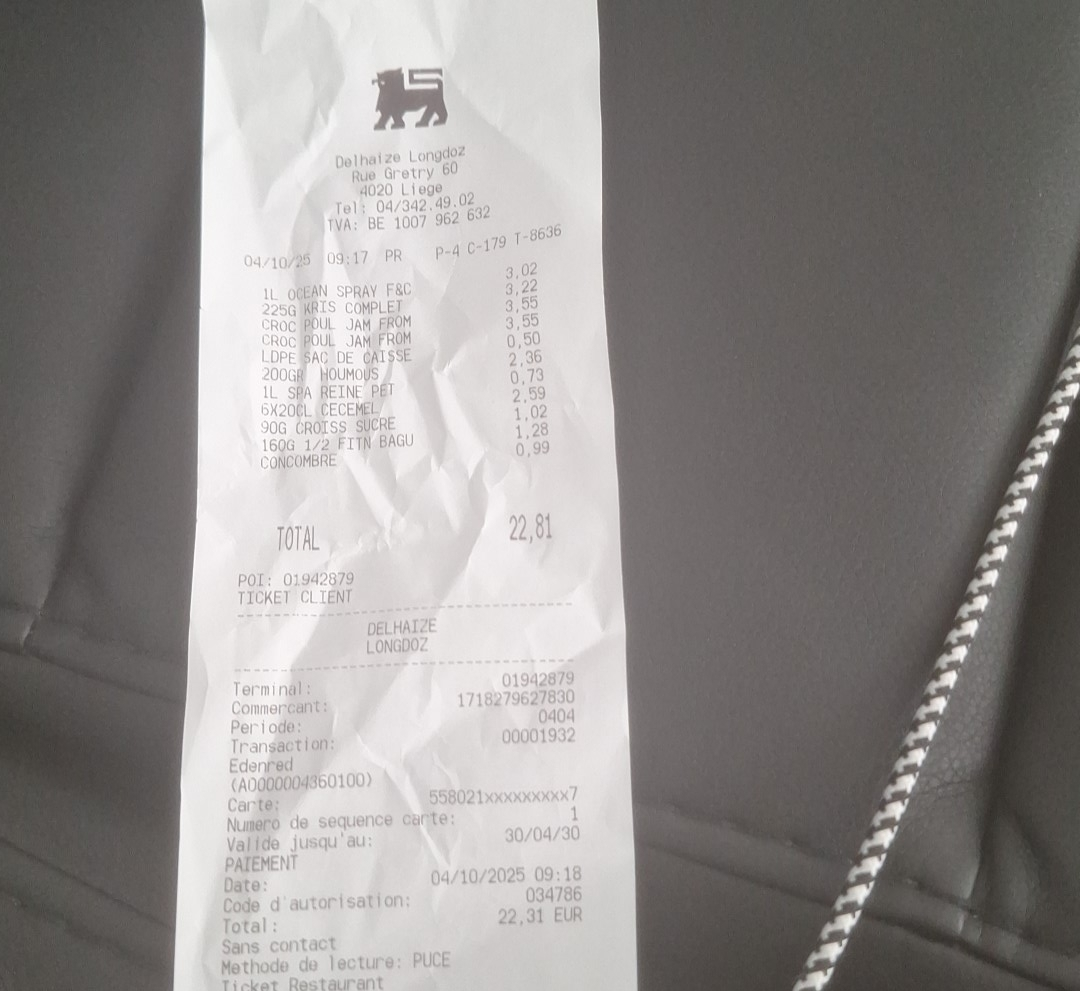 Delhaize Longdoz
Rue Gretry 60
4020 Liege
Tel: 04/342.49.02
TVA: BE 1007 962 632
04/10/25 09:17 PR P-4 C-179 T-8636
1L OCEAN SPRAY F&C 3,02
225G KRIS COMPLET 3,22
CROC POUL JAM FROM 3,55
CROC POUL JAM FROM 3,55
LDPE SAC DE CAISSE 0,50
200GR HOUMOUS 2,36
1L SPA REINE PET 0,73
6X20CL CECEMEL 2,59
90G CROISS SUCRE 1,02
160G 1/2 FITN BAGU 1,28
CONCOMBRE 0,99
TOTAL 22,81
POI: 01942879
TICKET CLIENT
DELHAIZE
LONGDOZ
Terminal: 01942879
Commercant: 1718279627830
Periode: 0404
Transaction: 00001932
Edenred
(A0000004360100)
Carte: 558021xxxxxxxxx7
Numero de sequence carte: 1
Valide jusqu'au: 30/04/30
PAIEMENT
Date: 04/10/2025 09:18
Code d'autorisation: 034786
Total: 22,31 EUR
Sans contact
Methode de lecture: PUCE
Ticket Restaurant